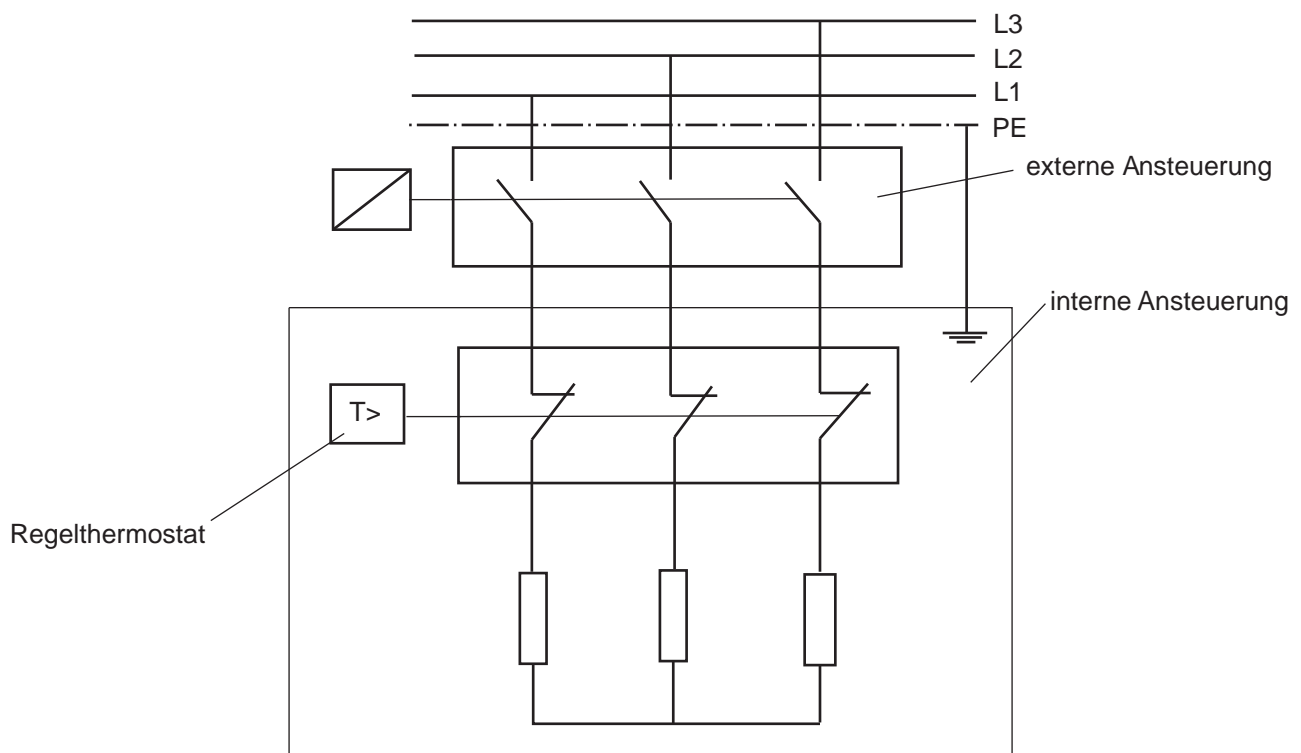 L3
L2
L1
PE
externe Ansteuerung
interne Ansteuerung
T>
Regelthermostat